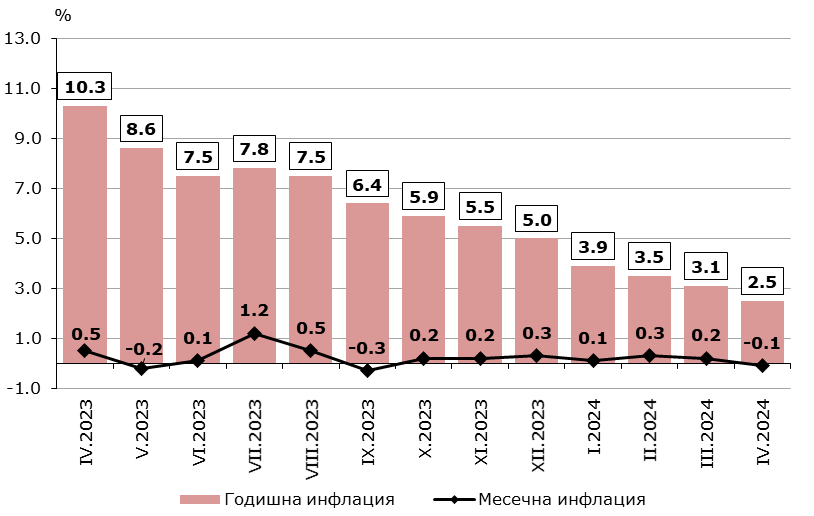 %
13.0
11.0
9.0
7.0
5.0
3.0
1.0
-1.0
10.3
8.6
7.5
7.8
7.5
6.4
5.9
5.5
5.0
3.9
3.5
3.1
2.5
0.5
-0.2
0.1
1.2
0.5
-0.3
0.2
0.2
0.3
0.1
0.3
0.2
-0.1
IV.2023
V.2023
VI.2023
VII.2023
VIII.2023
IX.2023
X.2023
XI.2023
XII.2023
I.2024
II.2024
III.2024
IV.2024
Годишна инфлация
Месечна инфлация